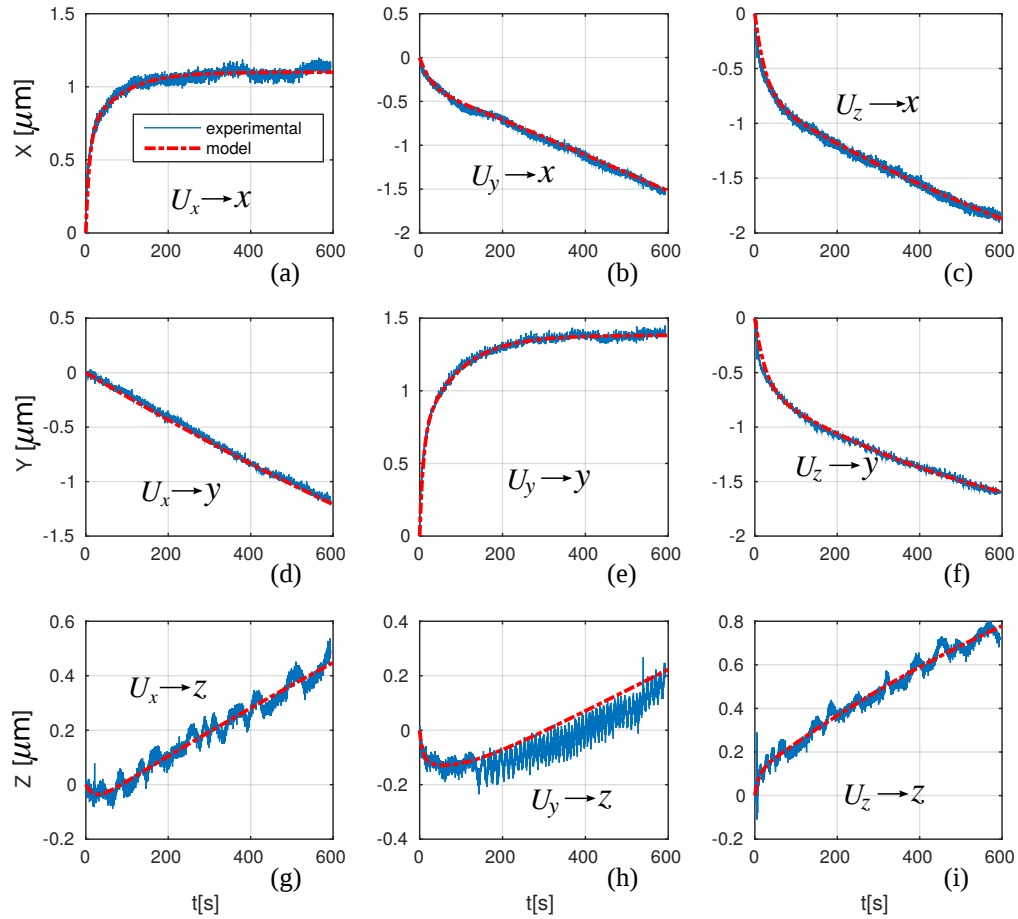 X [μm]
1.5
1
0.5
0
0 200 400 600
experimental
model
Uₓ→x
(a)
0.5
0
-0.5
-1
-1.5
-2
0 200 400 600
U_y→x
(b)
0
-0.5
-1
-1.5
-2
0 200 400 600
U_z→x
(c)
Y [μm]
0.5
0
-0.5
-1
-1.5
0 200 400 600
Uₓ→y
(d)
1.5
1
0.5
0
0 200 400 600
U_y→y
(e)
0
-0.5
-1
-1.5
-2
0 200 400 600
U_z→y
(f)
Z [μm]
0.6
0.4
0.2
0
-0.2
0 200 400 600
Uₓ→z
(g)
t[s]
0.4
0.2
0
-0.2
0.4
0 200 400 600
U_y→z
(h)
t[s]
0.8
0.6
0.4
0.2
0
-0.2
0 200 400 600
U_z→z
(i)
t[s]